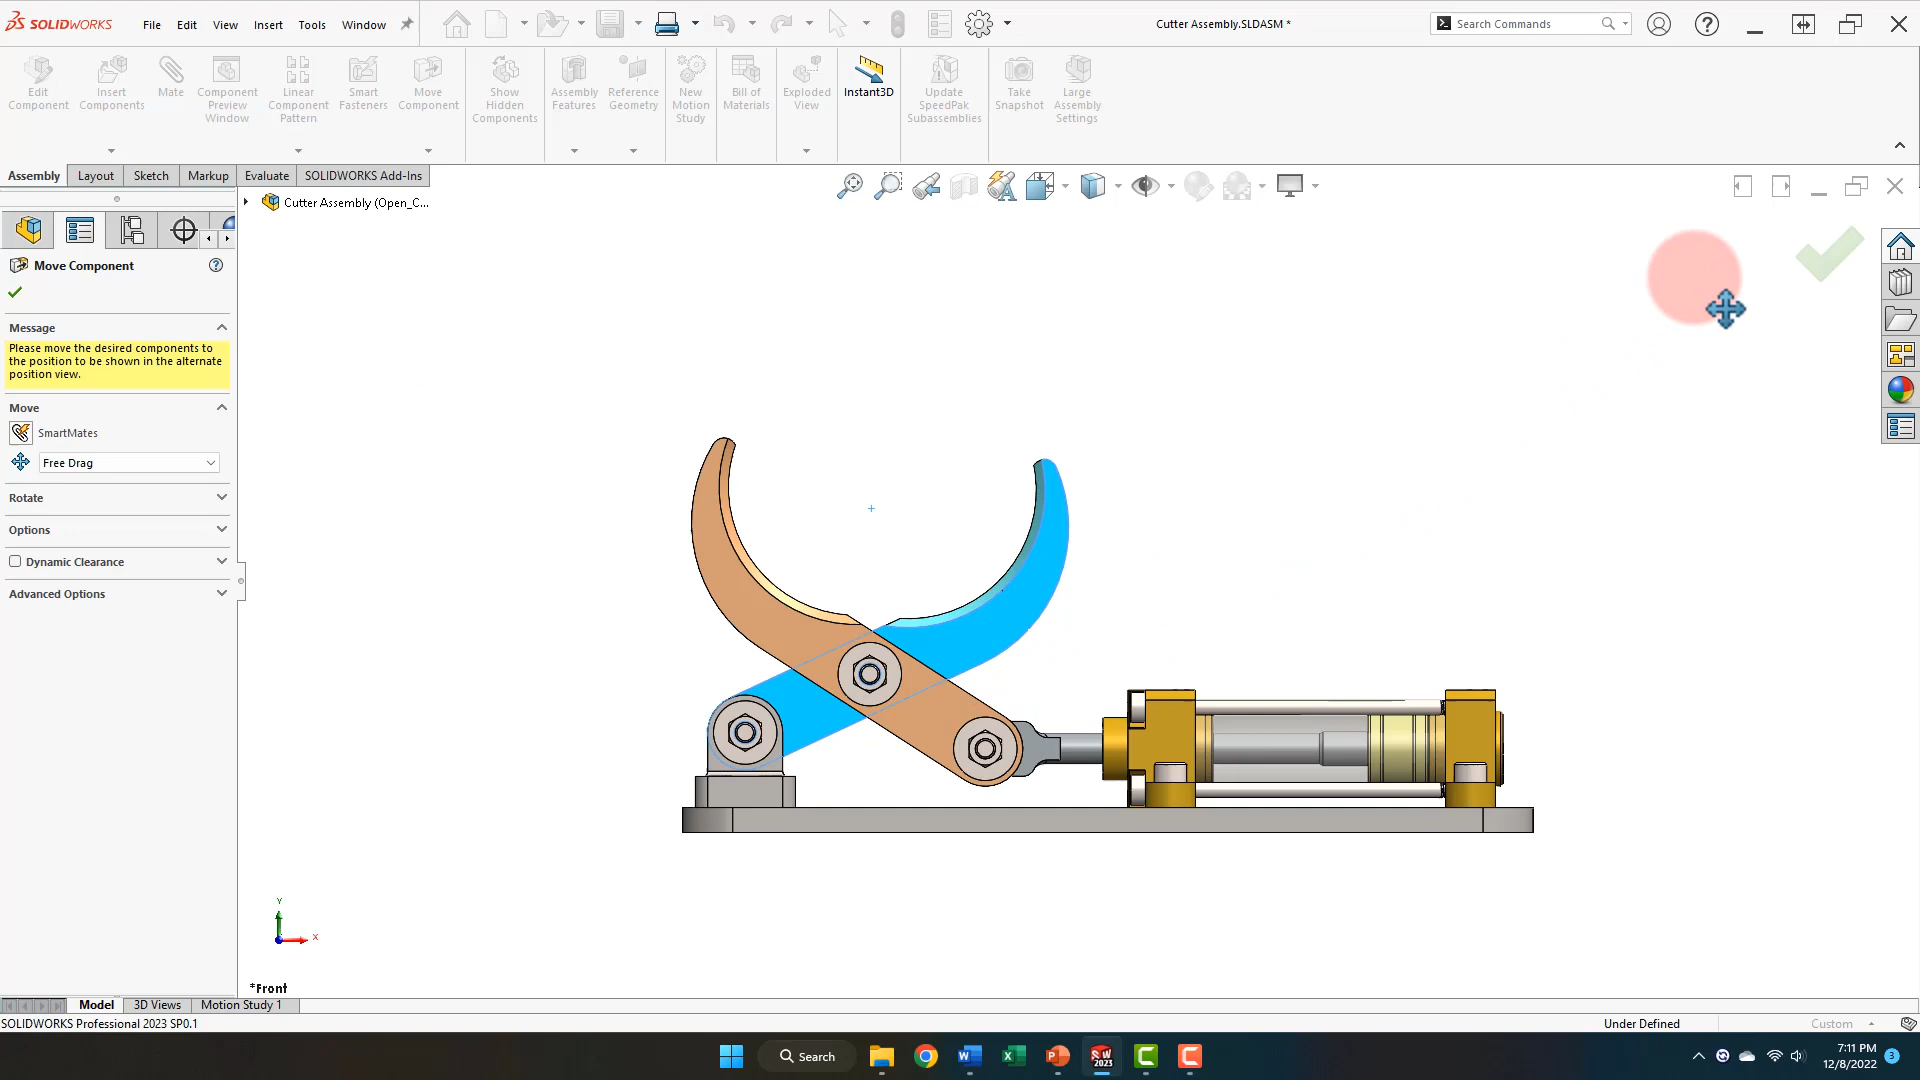 SOLIDWORKS
File Edit View Insert Tools Window
Cutter Assembly.SLDASM *
Search Commands
Edit Component
Insert Components
Mate
Component Preview Window
Linear Component Pattern
Smart Fasteners
Move Component
Show Hidden Components
Assembly Features
Reference Geometry
New Motion Study
Bill of Materials
Exploded View
Instant3D
Update SpeedPak Subassemblies
Take Snapshot
Large Assembly Settings
Assembly Layout Sketch Markup Evaluate SOLIDWORKS Add-Ins
Cutter Assembly (Open_C...
Move Component
Message
Please move the desired components to
the position to be shown in the alternate
position view.
Move
SmartMates
Free Drag
Rotate
Options
Dynamic Clearance
Advanced Options
Y
X
*Front
Model 3D Views Motion Study 1
SOLIDWORKS Professional 2023 SP0.1
Under Defined
Custom
Search
SW
2023
7:11 PM
12/8/2022
3